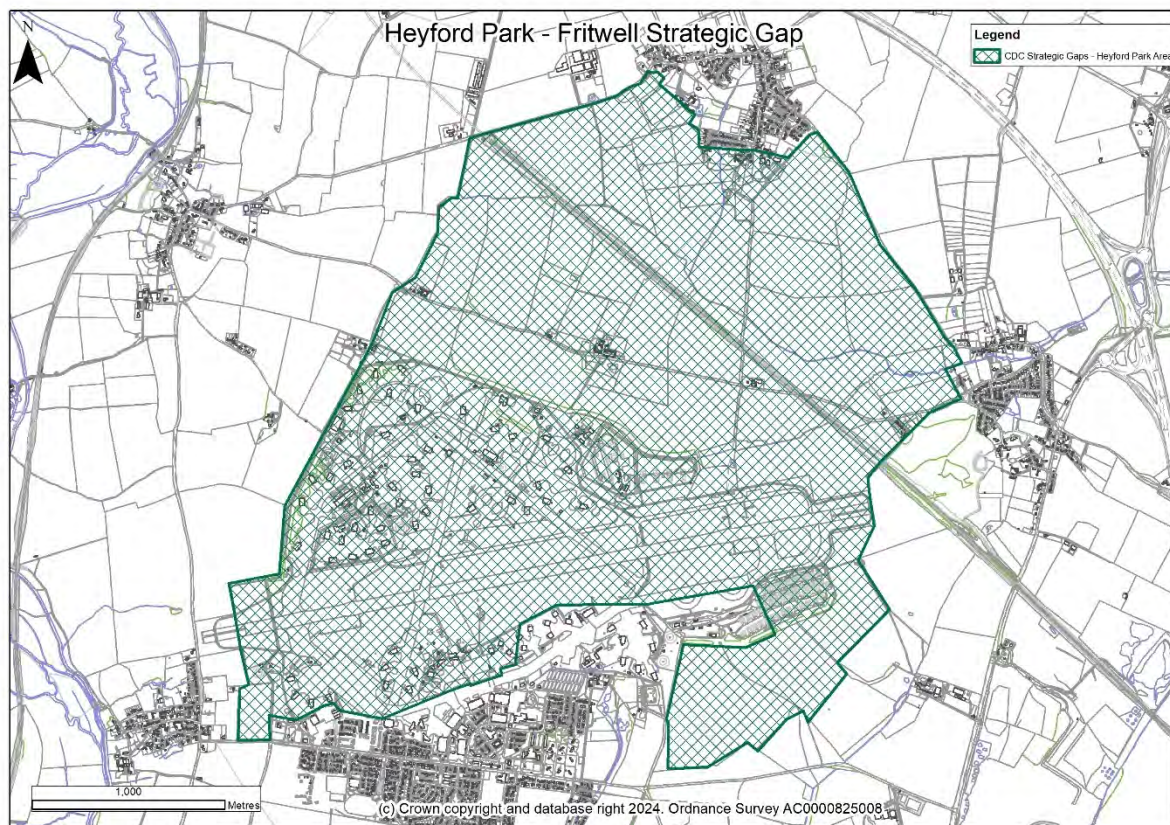 Heyford Park - Fritwell Strategic Gap
N
Legend
CDC Strategic Gaps - Heyford Park Area
1,000
Metres
(c) Crown copyright and database right 2024. Ordnance Survey AC0000825008